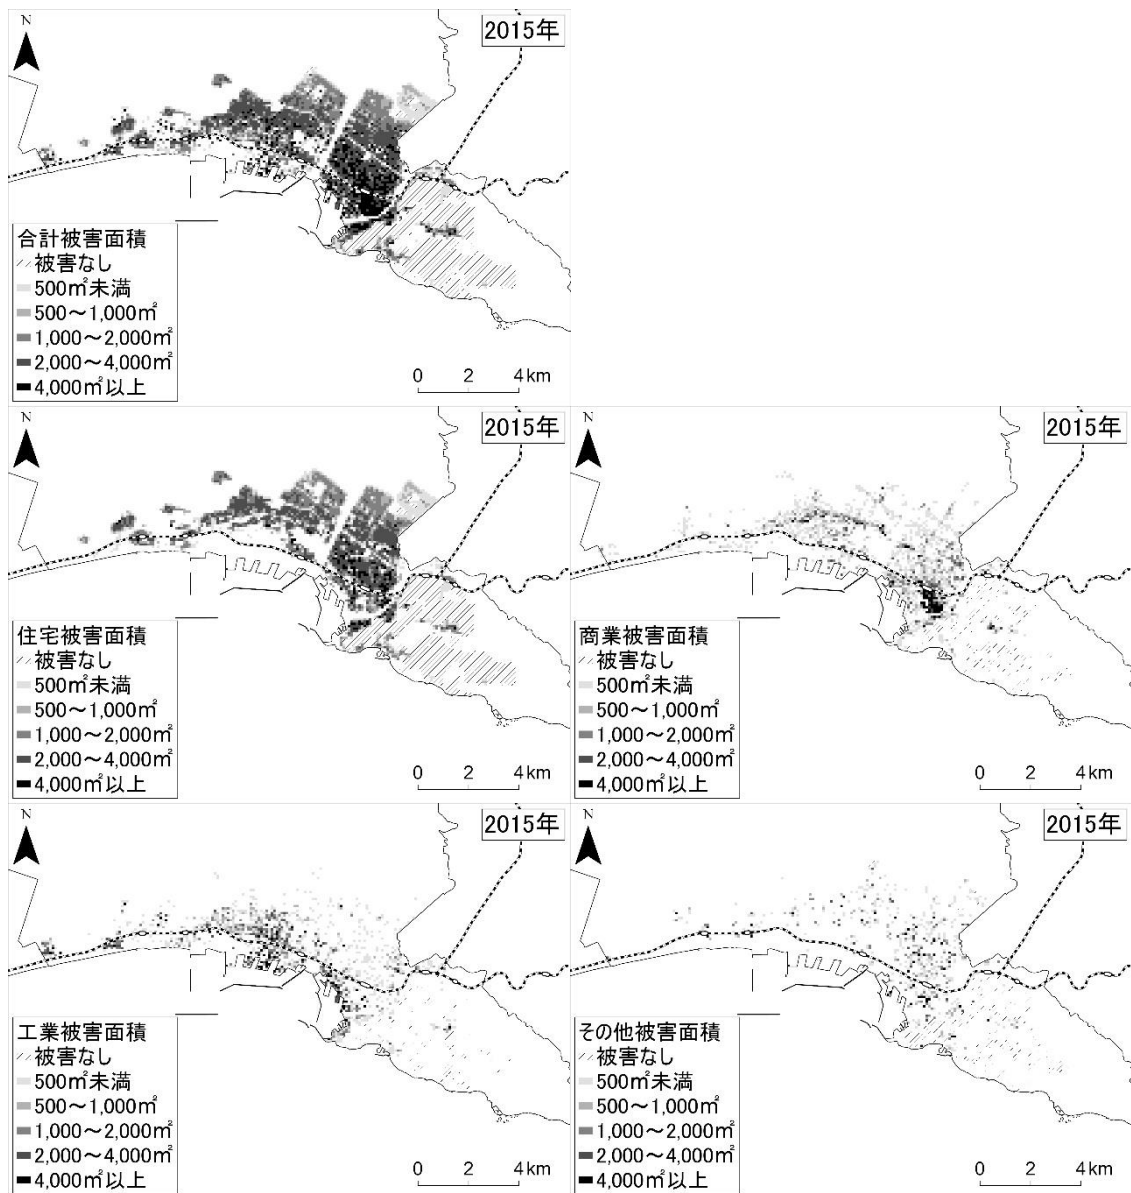 N
2015年
合計被害面積
被害なし
500㎡未満
500～1,000㎡
1,000～2,000㎡
2,000～4,000㎡
4,000㎡以上
0 2 4km
N
2015年
住宅被害面積
被害なし
500㎡未満
500～1,000㎡
1,000～2,000㎡
2,000～4,000㎡
4,000㎡以上
0 2 4km
N
2015年
商業被害面積
被害なし
500㎡未満
500～1,000㎡
1,000～2,000㎡
2,000～4,000㎡
4,000㎡以上
0 2 4km
N
2015年
工業被害面積
被害なし
500㎡未満
500～1,000㎡
1,000～2,000㎡
2,000～4,000㎡
4,000㎡以上
0 2 4km
N
2015年
その他被害面積
被害なし
500㎡未満
500～1,000㎡
1,000～2,000㎡
2,000～4,000㎡
4,000㎡以上
0 2 4km